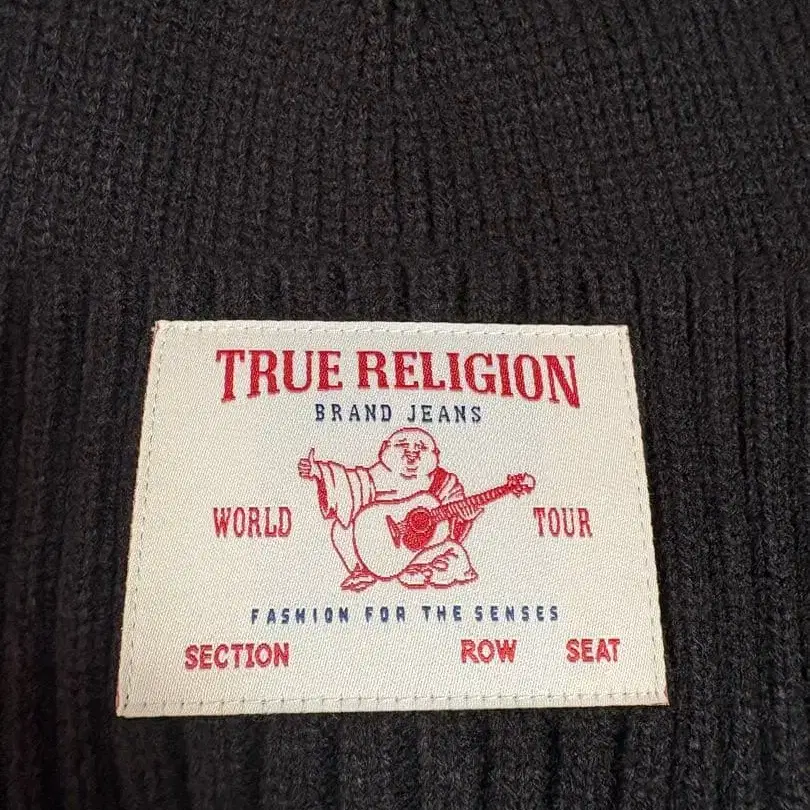 TRUE RELIGION
BRAND JEANS
WORLD TOUR
FASHION FOR THE SENSES
SECTION ROW SEAT